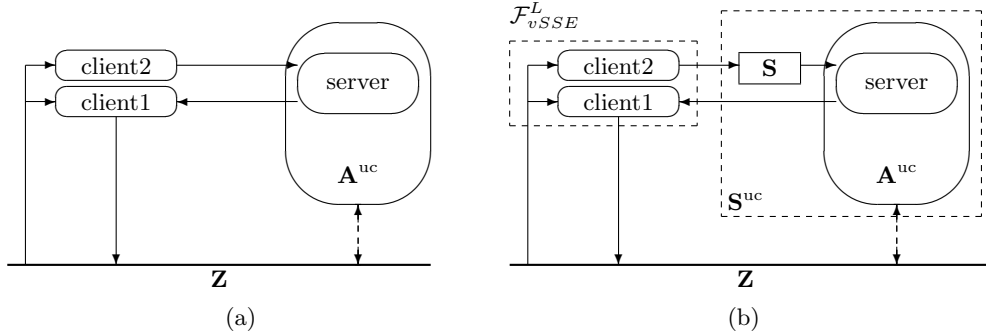 client2
client1
server
A^uc
Z
(a)
𝓕^L_vSSE
client2
client1
S
server
A^uc
S^uc
Z
(b)